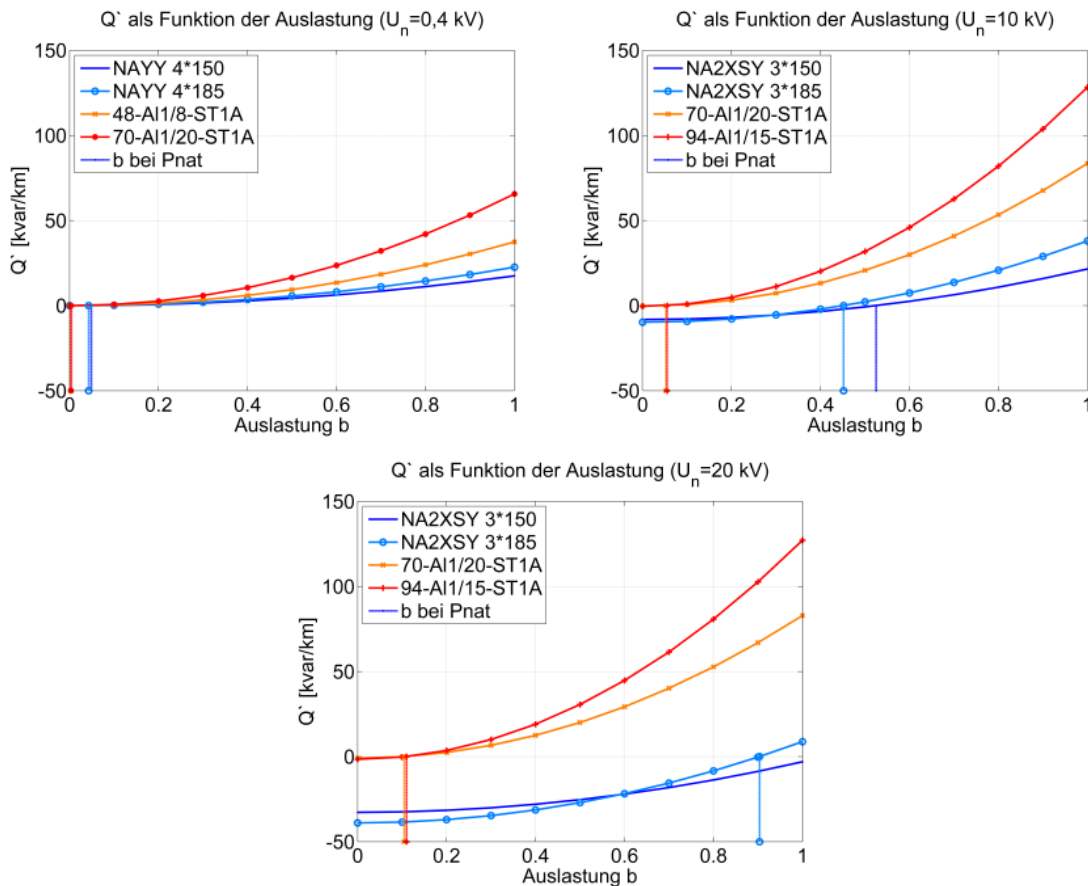 Q` als Funktion der Auslastung (U_n=0,4 kV)
150
100
50
0
-50
Q` [kvar/km]
NAYY 4*150
NAYY 4*185
48-Al1/8-ST1A
70-Al1/20-ST1A
b bei Pnat
0 0.2 0.4 0.6 0.8 1
Auslastung b
Q` als Funktion der Auslastung (U_n=10 kV)
150
100
50
0
-50
Q` [kvar/km]
NA2XSY 3*150
NA2XSY 3*185
70-Al1/20-ST1A
94-Al1/15-ST1A
b bei Pnat
0 0.2 0.4 0.6 0.8 1
Auslastung b
Q` als Funktion der Auslastung (U_n=20 kV)
150
100
50
0
-50
Q` [kvar/km]
NA2XSY 3*150
NA2XSY 3*185
70-Al1/20-ST1A
94-Al1/15-ST1A
b bei Pnat
0 0.2 0.4 0.6 0.8 1
Auslastung b